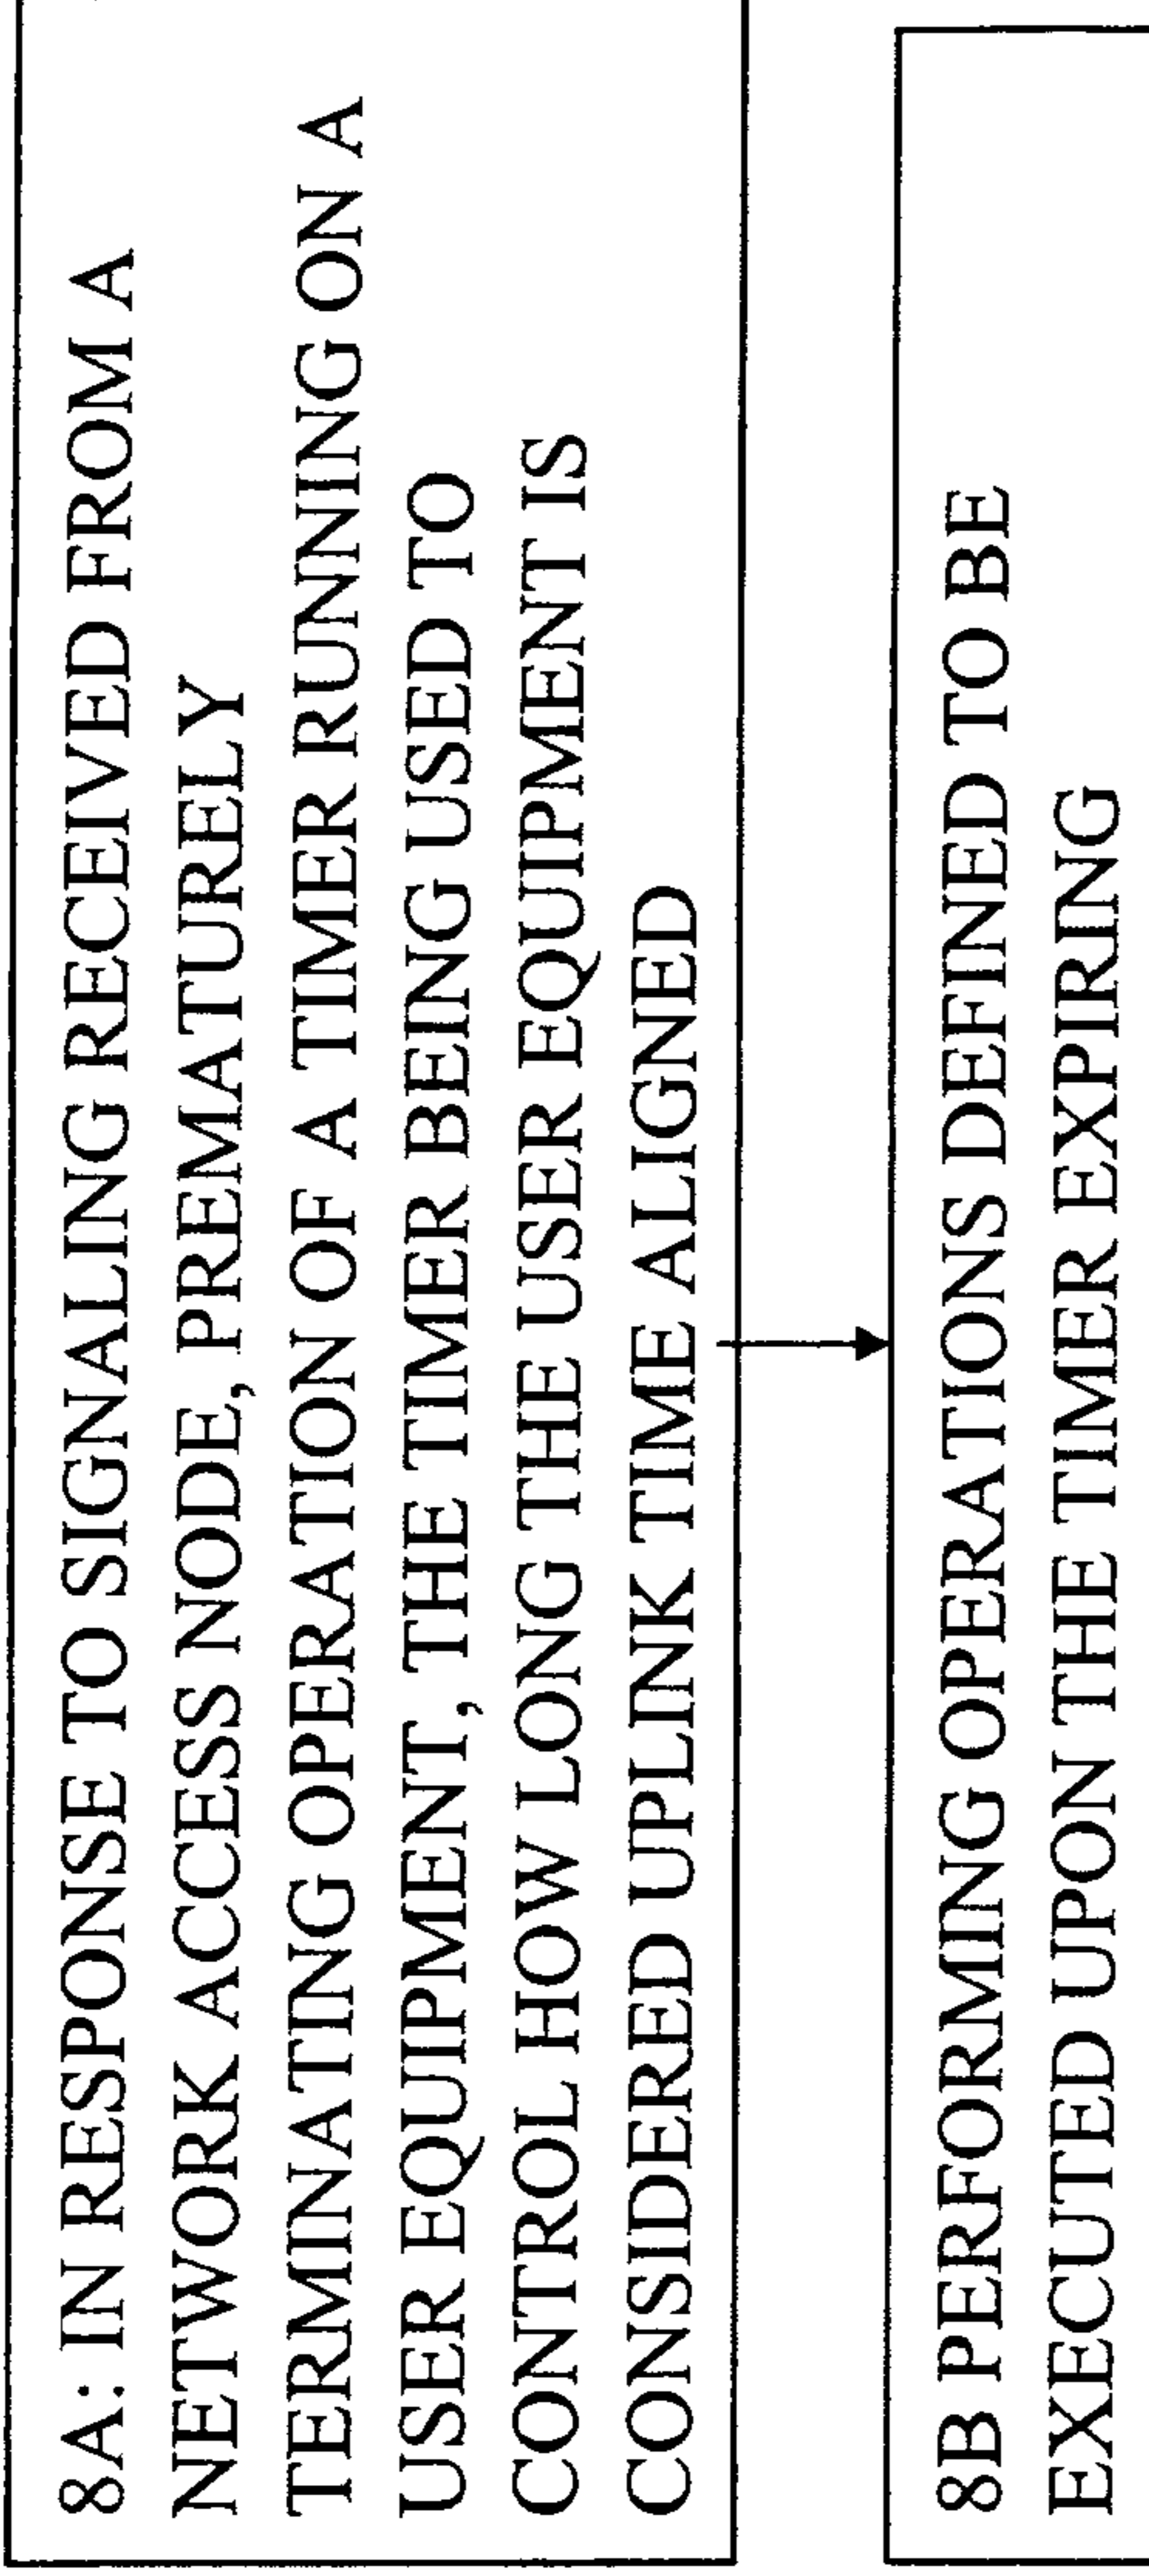 8A: IN RESPONSE TO SIGNALING RECEIVED FROM A
NETWORK ACCESS NODE, PREMATURELY
TERMINATING OPERATION OF A TIMER RUNNING ON A
USER EQUIPMENT, THE TIMER BEING USED TO
CONTROL HOW LONG THE USER EQUIPMENT IS
CONSIDERED UPLINK TIME ALIGNED
8B PERFORMING OPERATIONS DEFINED TO BE
EXECUTED UPON THE TIMER EXPIRING